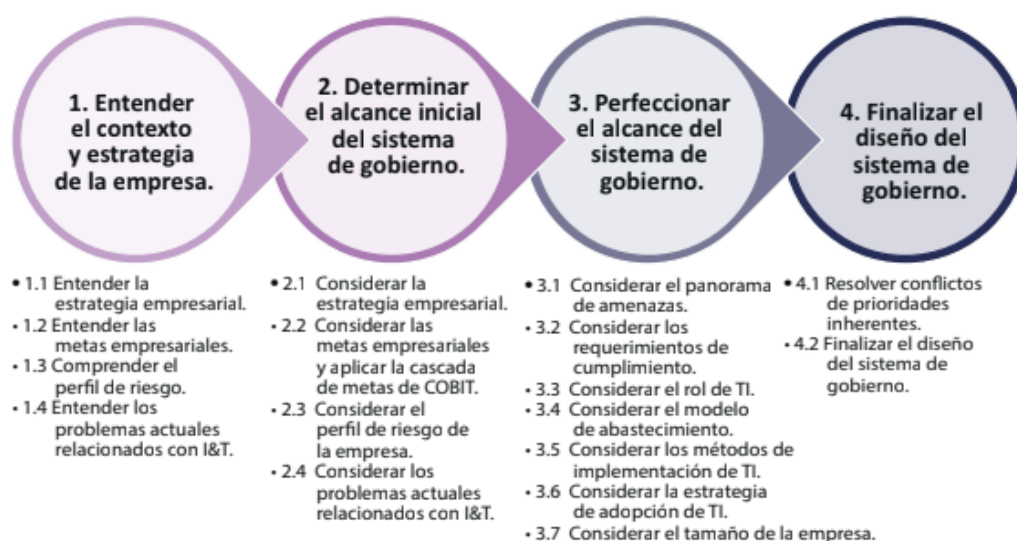 1. Entender
el contexto
y estrategia
de la empresa.
2. Determinar
el alcance inicial
del sistema
de gobierno.
3. Perfeccionar
el alcance del
sistema de
gobierno.
4. Finalizar el
diseño del
sistema de
gobierno.
• 1.1 Entender la
estrategia empresarial.
• 1.2 Entender las
metas empresariales.
• 1.3 Comprender el
perfil de riesgo.
• 1.4 Entender los
problemas actuales
relacionados con I&T.
• 2.1 Considerar la
estrategia empresarial.
• 2.2 Considerar las
metas empresariales
y aplicar la cascada
de metas de COBIT.
• 2.3 Considerar el
perfil de riesgo de
la empresa.
• 2.4 Considerar los
problemas actuales
relacionados con I&T.
• 3.1 Considerar el panorama
de amenazas.
• 3.2 Considerar los
requerimientos de
cumplimiento.
• 3.3 Considerar el rol de TI.
• 3.4 Considerar el modelo
de abastecimiento.
• 3.5 Considerar los métodos de
implementación de TI.
• 3.6 Considerar la estrategia
de adopción de TI.
• 3.7 Considerar el tamaño de la empresa.
• 4.1 Resolver conflictos
de prioridades
inherentes.
• 4.2 Finalizar el diseño
del sistema de
gobierno.